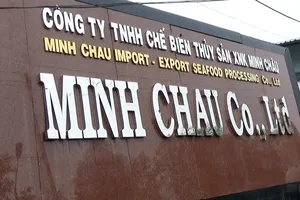 CÔNG TY TNHH CHẾ BIẾN THỦY SẢN XNK MINH CHÂU
MINH CHAU IMPORT - EXPORT SEAFOOD PROCESSING Co., Ltd
MINH CHAU Co., Ltd